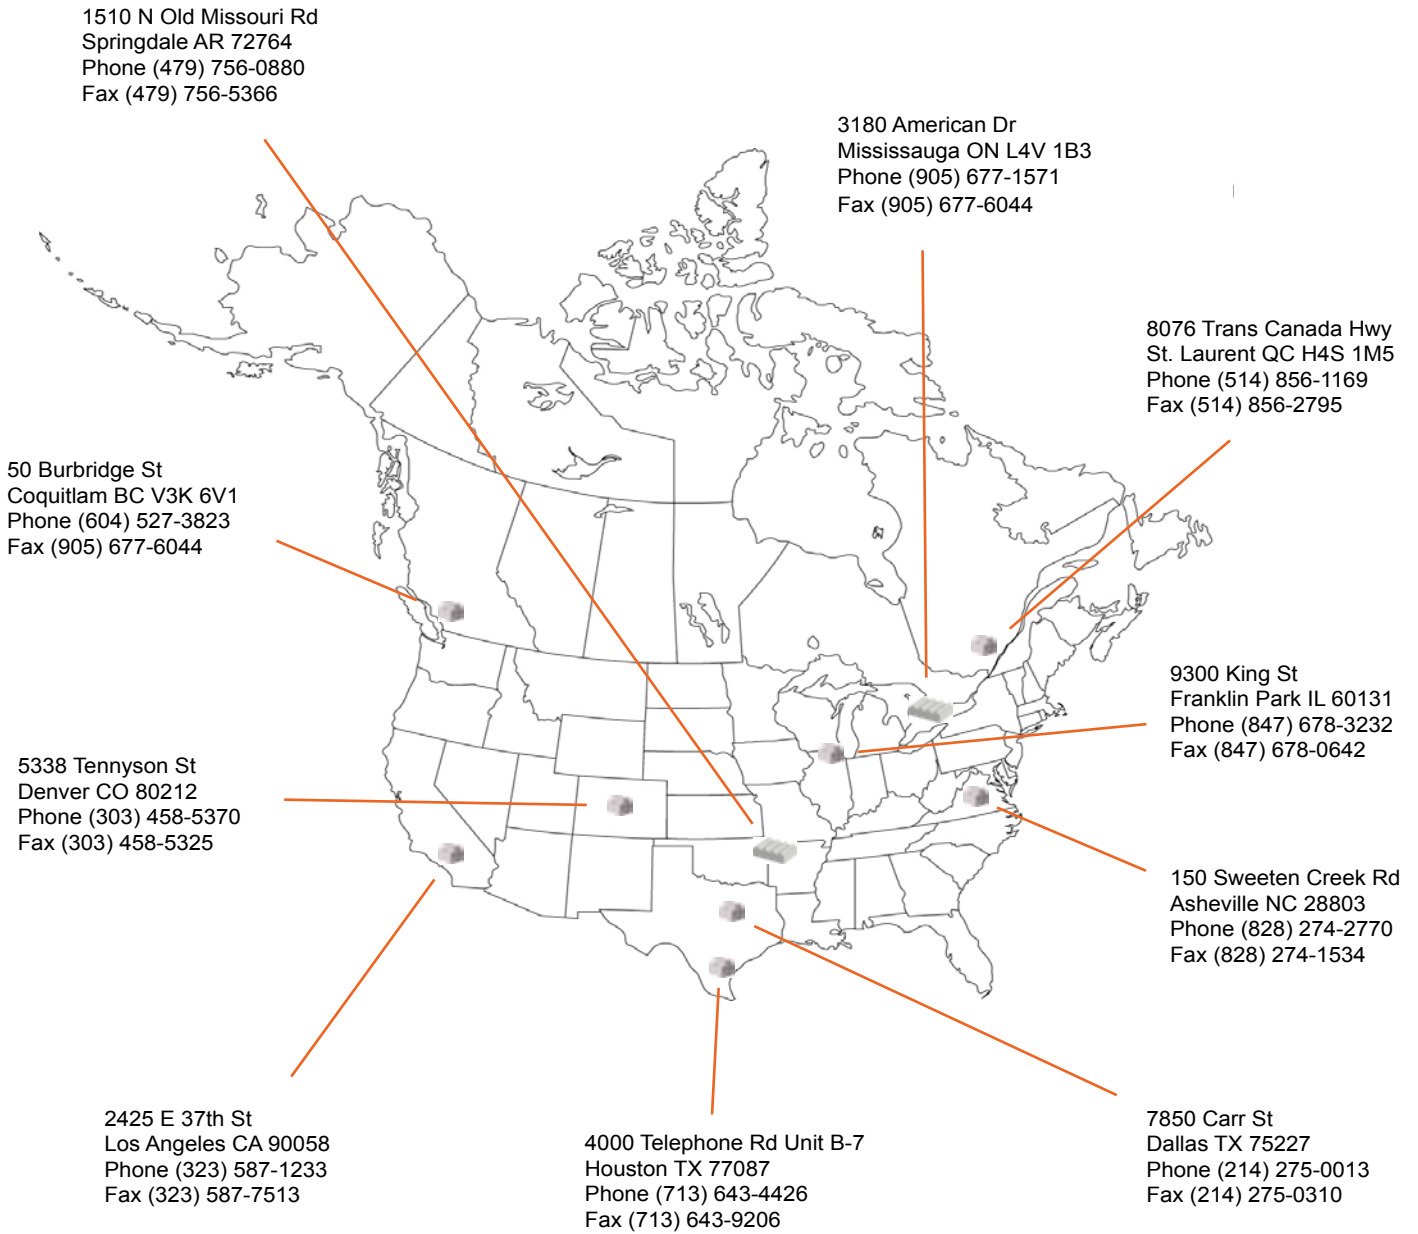 1510 N Old Missouri Rd
Springdale AR 72764
Phone (479) 756-0880
Fax (479) 756-5366
3180 American Dr
Mississauga ON L4V 1B3
Phone (905) 677-1571
Fax (905) 677-6044
8076 Trans Canada Hwy
St. Laurent QC H4S 1M5
Phone (514) 856-1169
Fax (514) 856-2795
50 Burbridge St
Coquitlam BC V3K 6V1
Phone (604) 527-3823
Fax (905) 677-6044
9300 King St
Franklin Park IL 60131
Phone (847) 678-3232
Fax (847) 678-0642
5338 Tennyson St
Denver CO 80212
Phone (303) 458-5370
Fax (303) 458-5325
150 Sweeten Creek Rd
Asheville NC 28803
Phone (828) 274-2770
Fax (828) 274-1534
2425 E 37th St
Los Angeles CA 90058
Phone (323) 587-1233
Fax (323) 587-7513
4000 Telephone Rd Unit B-7
Houston TX 77087
Phone (713) 643-4426
Fax (713) 643-9206
7850 Carr St
Dallas TX 75227
Phone (214) 275-0013
Fax (214) 275-0310